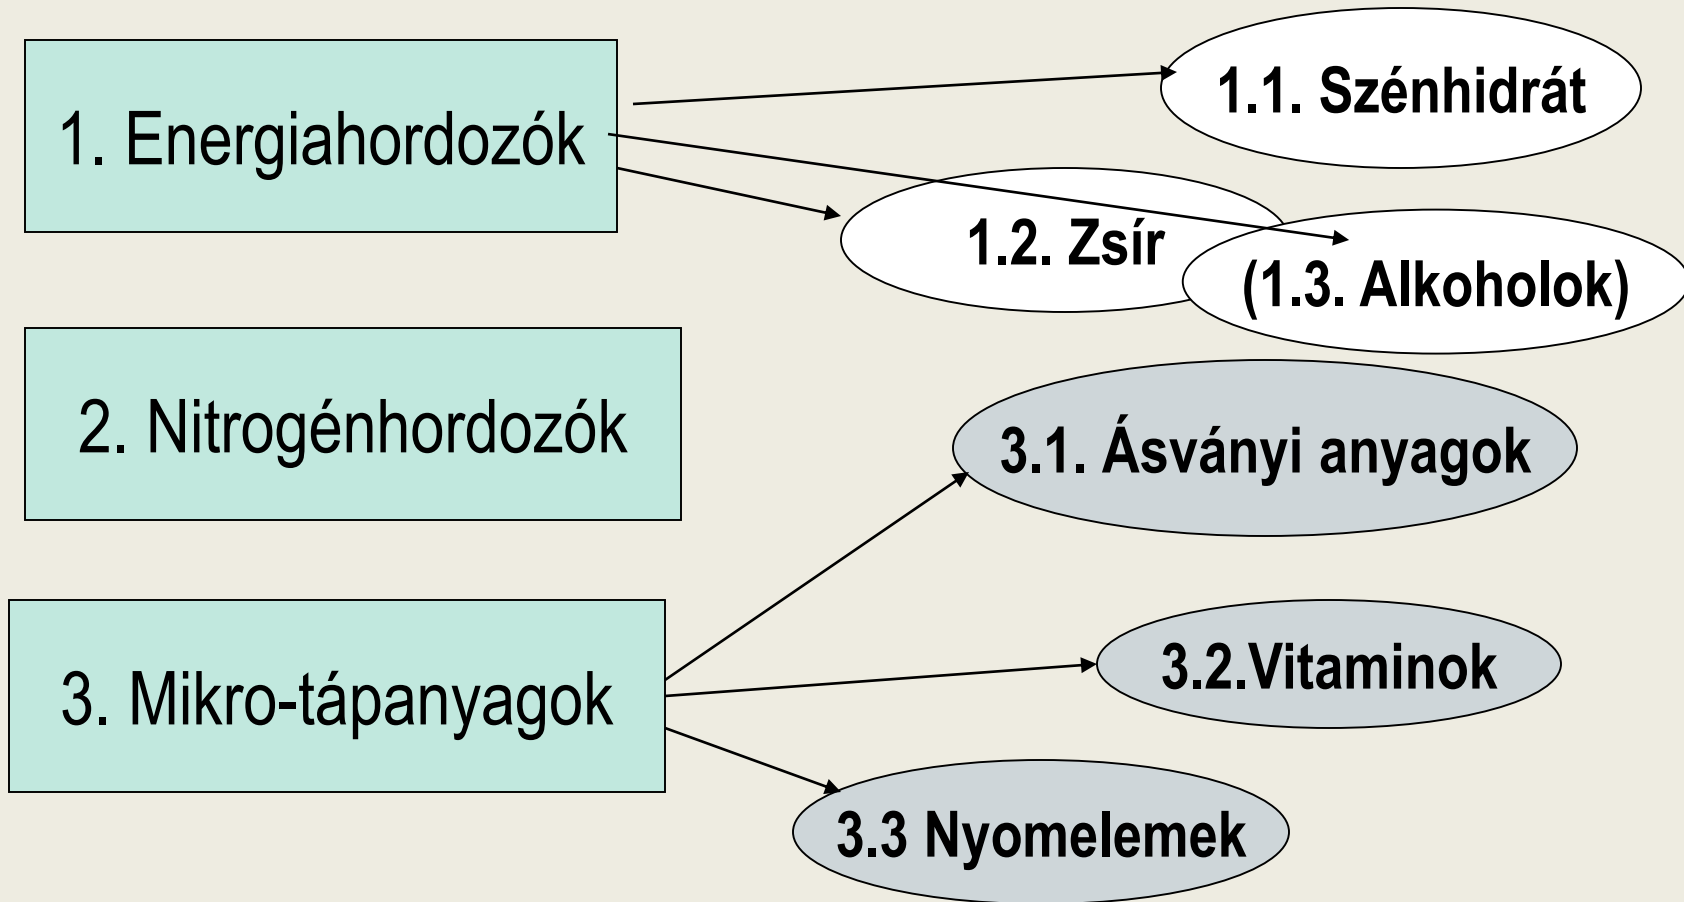 1. Energiahordozók
1.1. Szénhidrát
1.2. Zsír
(1.3. Alkoholok)
2. Nitrogénhordozók
3. Mikro-tápanyagok
3.1. Ásványi anyagok
3.2.Vitaminok
3.3 Nyomelemek